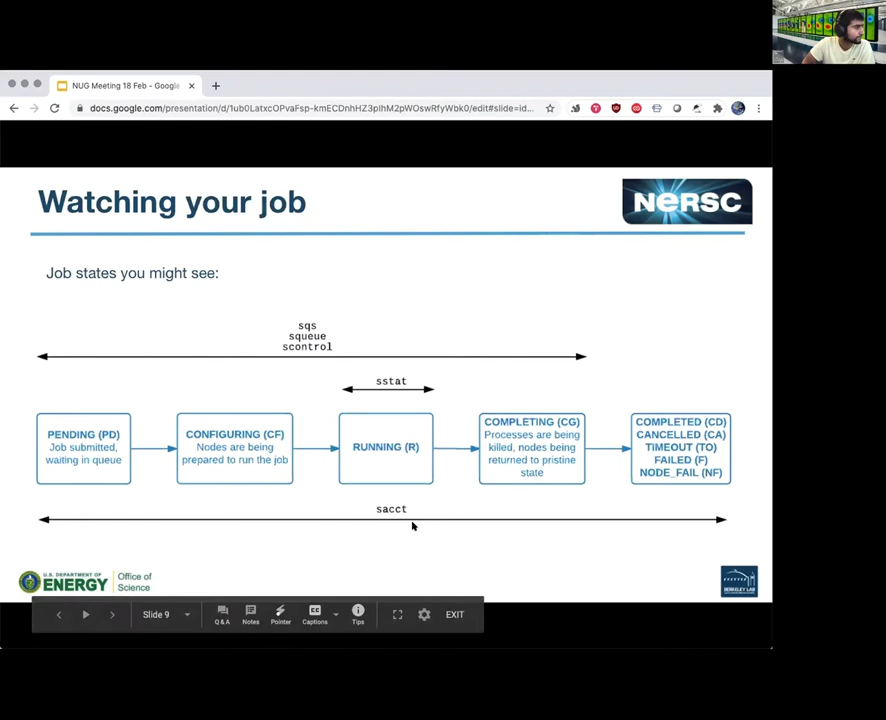 NUG Meeting 18 Feb - Google
docs.google.com/presentation/d/1ub0LatxcOPvaFsp-kmECDnhHZ3pIhM2pWOswRfyWbk0/edit#slide=id...
Watching your job
NERSC
Job states you might see:
sqs
squeue
scontrol
sstat
PENDING (PD)
Job submitted,
waiting in queue
CONFIGURING (CF)
Nodes are being
prepared to run the job
RUNNING (R)
COMPLETING (CG)
Processes are being
killed, nodes being
returned to pristine
state
COMPLETED (CD)
CANCELLED (CA)
TIMEOUT (TO)
FAILED (F)
NODE_FAIL (NF)
sacct
U.S. DEPARTMENT OF
ENERGY
Office of
Science
BERKELEY LAB
Slide 9
Q & A
Notes
Pointer
Captions
Tips
EXIT